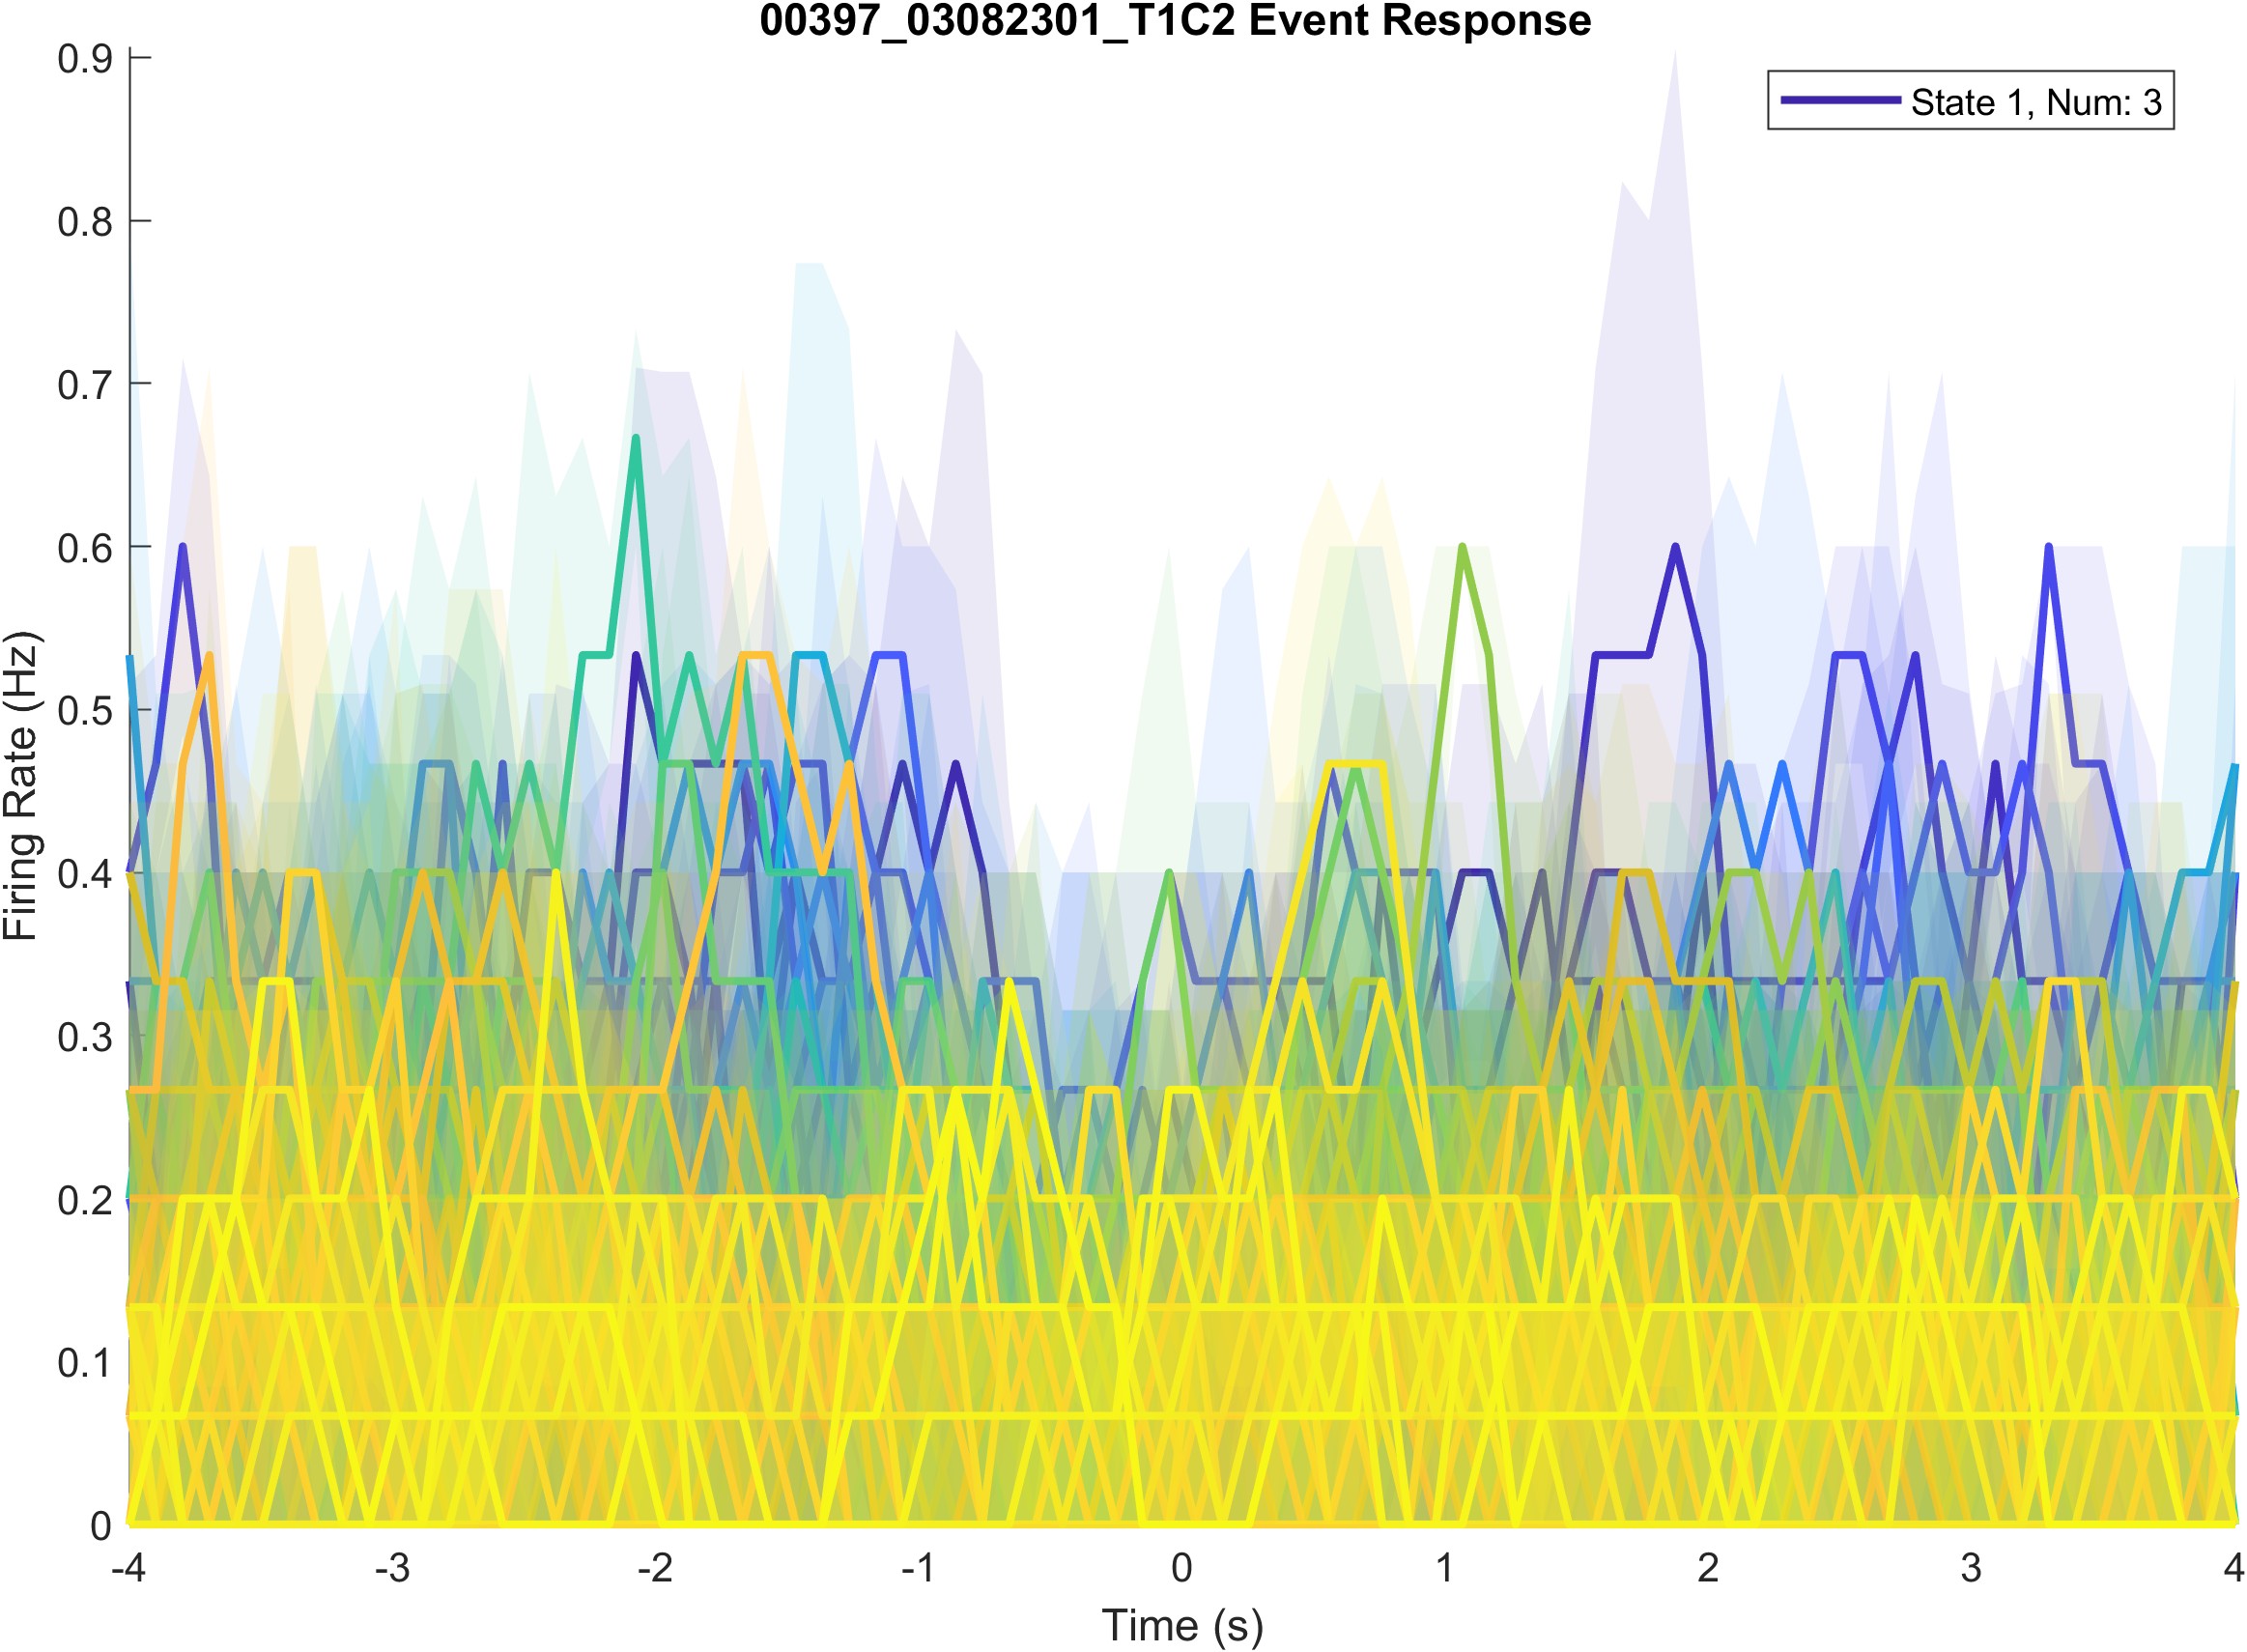 00397_03082301_T1C2 Event Response
State 1, Num: 3
Firing Rate (Hz)
0.9
0.8
0.7
0.6
0.5
0.4
0.3
0.2
0.1
0
-4 -3 -2 -1 0 1 2 3 4
Time (s)